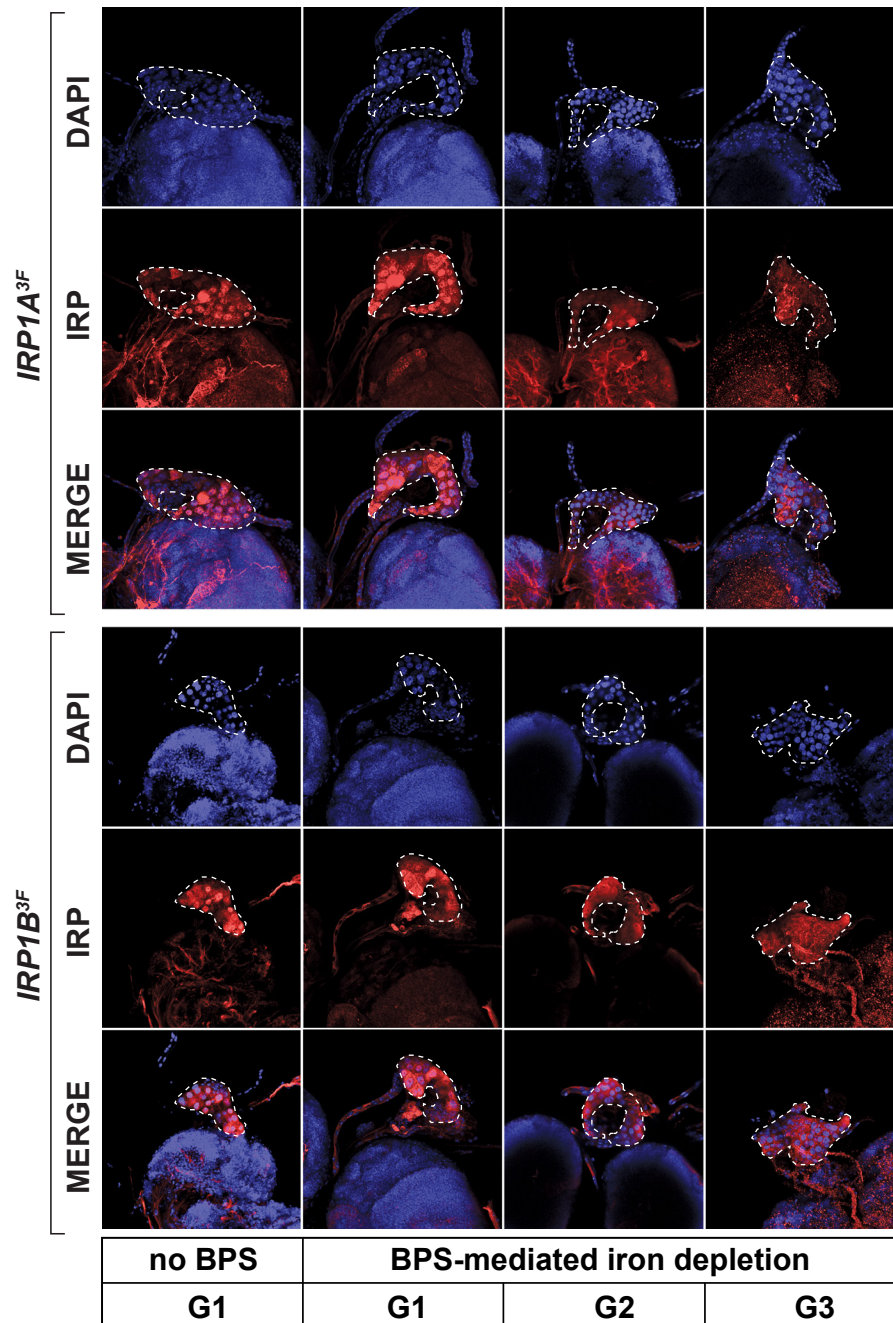 IRP1A3F
DAPI
IRP
MERGE
IRP1B3F
DAPI
IRP
MERGE
no BPS
BPS-mediated iron depletion
G1
G1
G2
G3